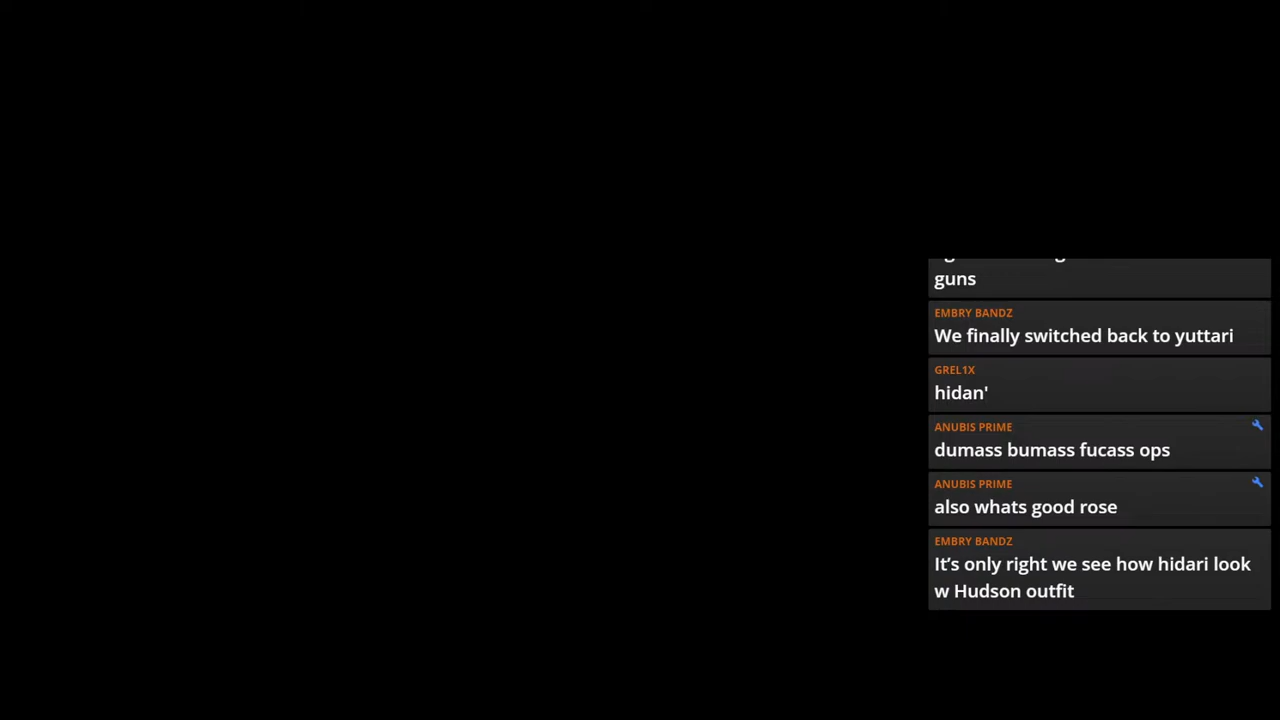 guns
EMBRY BANDZ
We finally switched back to yuttari
GREL1X
hidan'
ANUBIS PRIME
dumass bumass fucass ops
ANUBIS PRIME
also whats good rose
EMBRY BANDZ
It’s only right we see how hidari look
w Hudson outfit